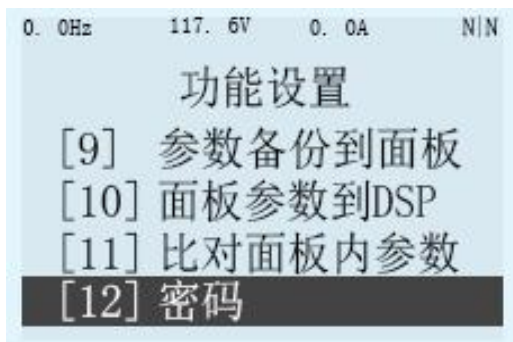 0. 0Hz 117. 6V 0. 0A N|N
功能设置
[9] 参数备份到面板
[10] 面板参数到DSP
[11] 比对面板内参数
[12] 密码